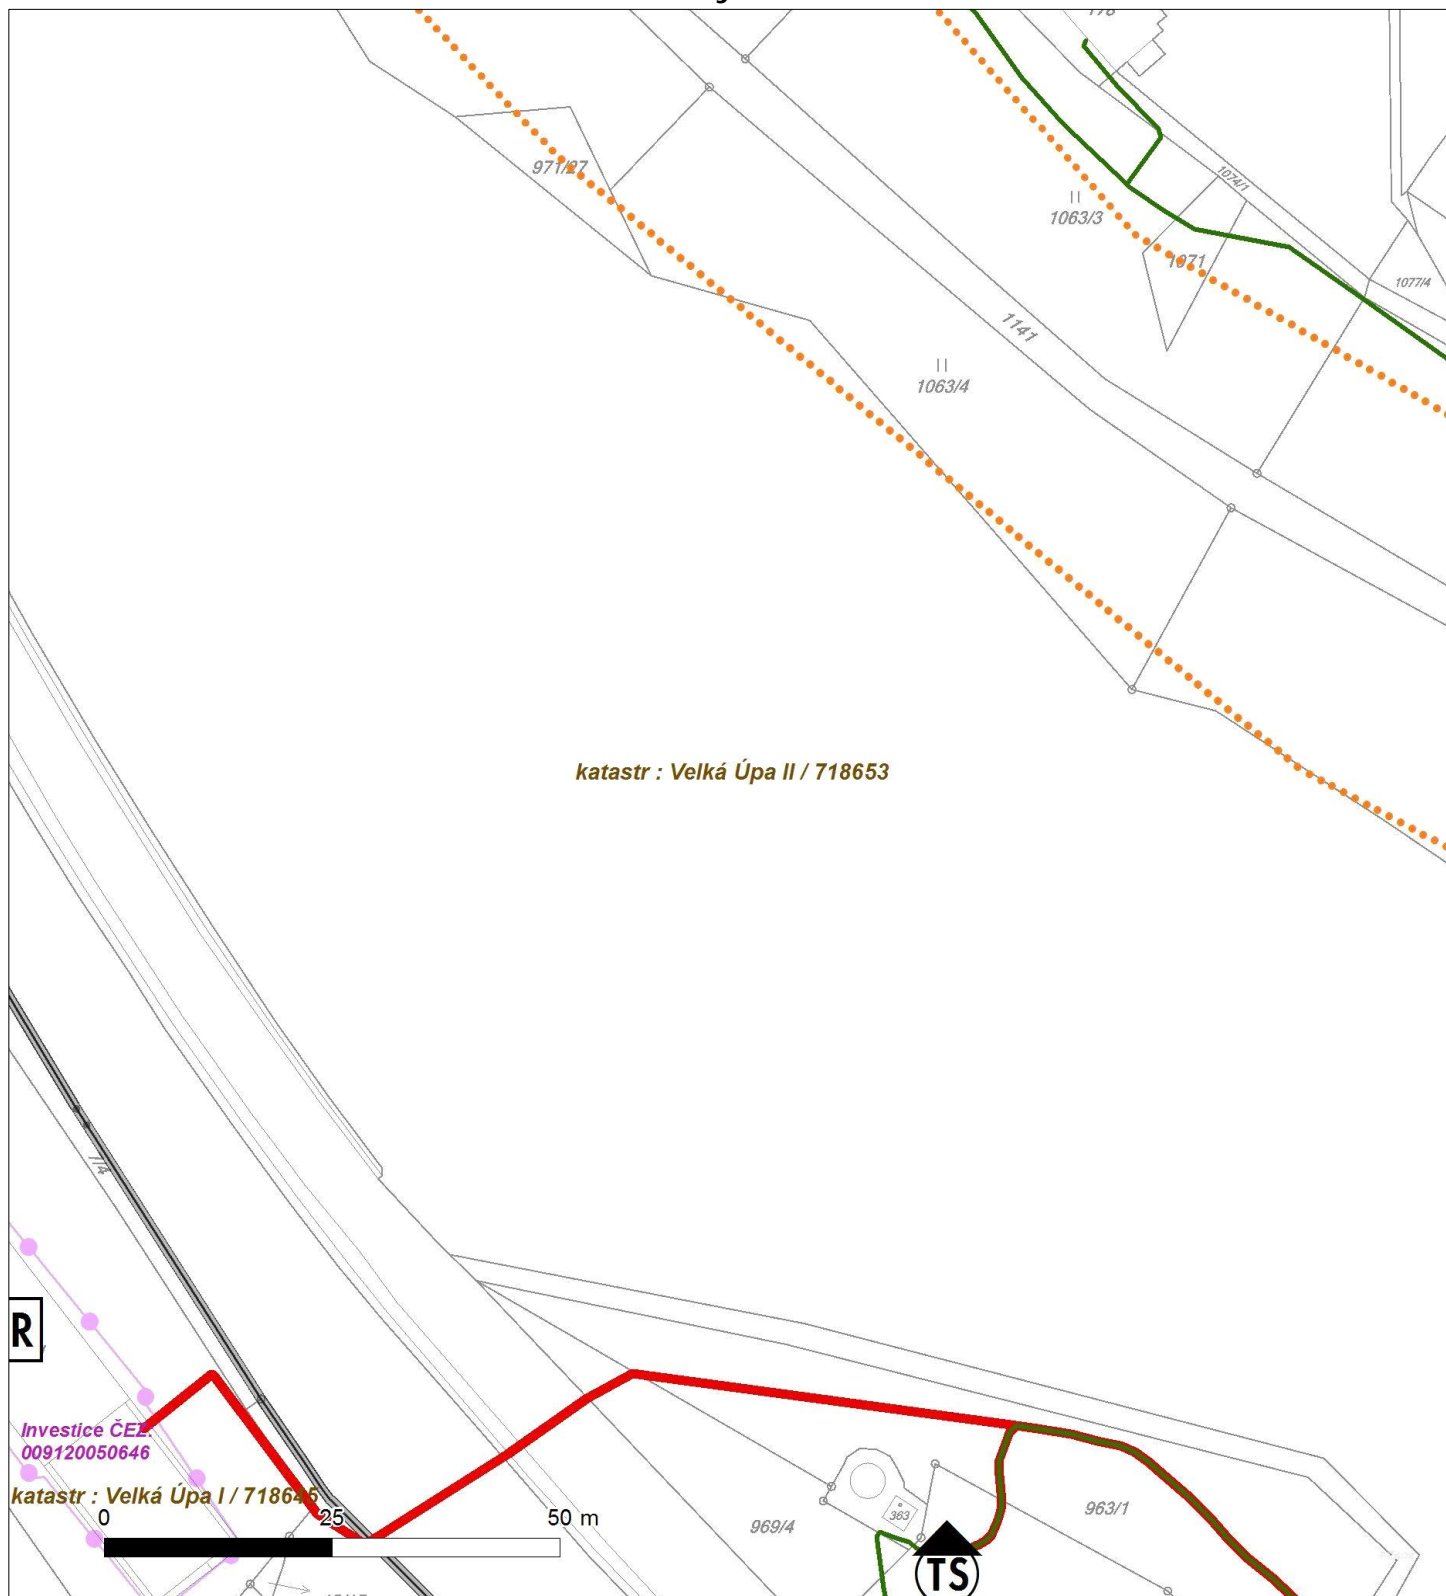 971/27
1074/1
1063/3
1071
1077/4
1141
1063/4
katastr : Velká Úpa II / 718653
R
Investice ČEZ:
009120050646
katastr : Velká Úpa I / 718645
0 25 50 m
363
963/1
969/4
TS